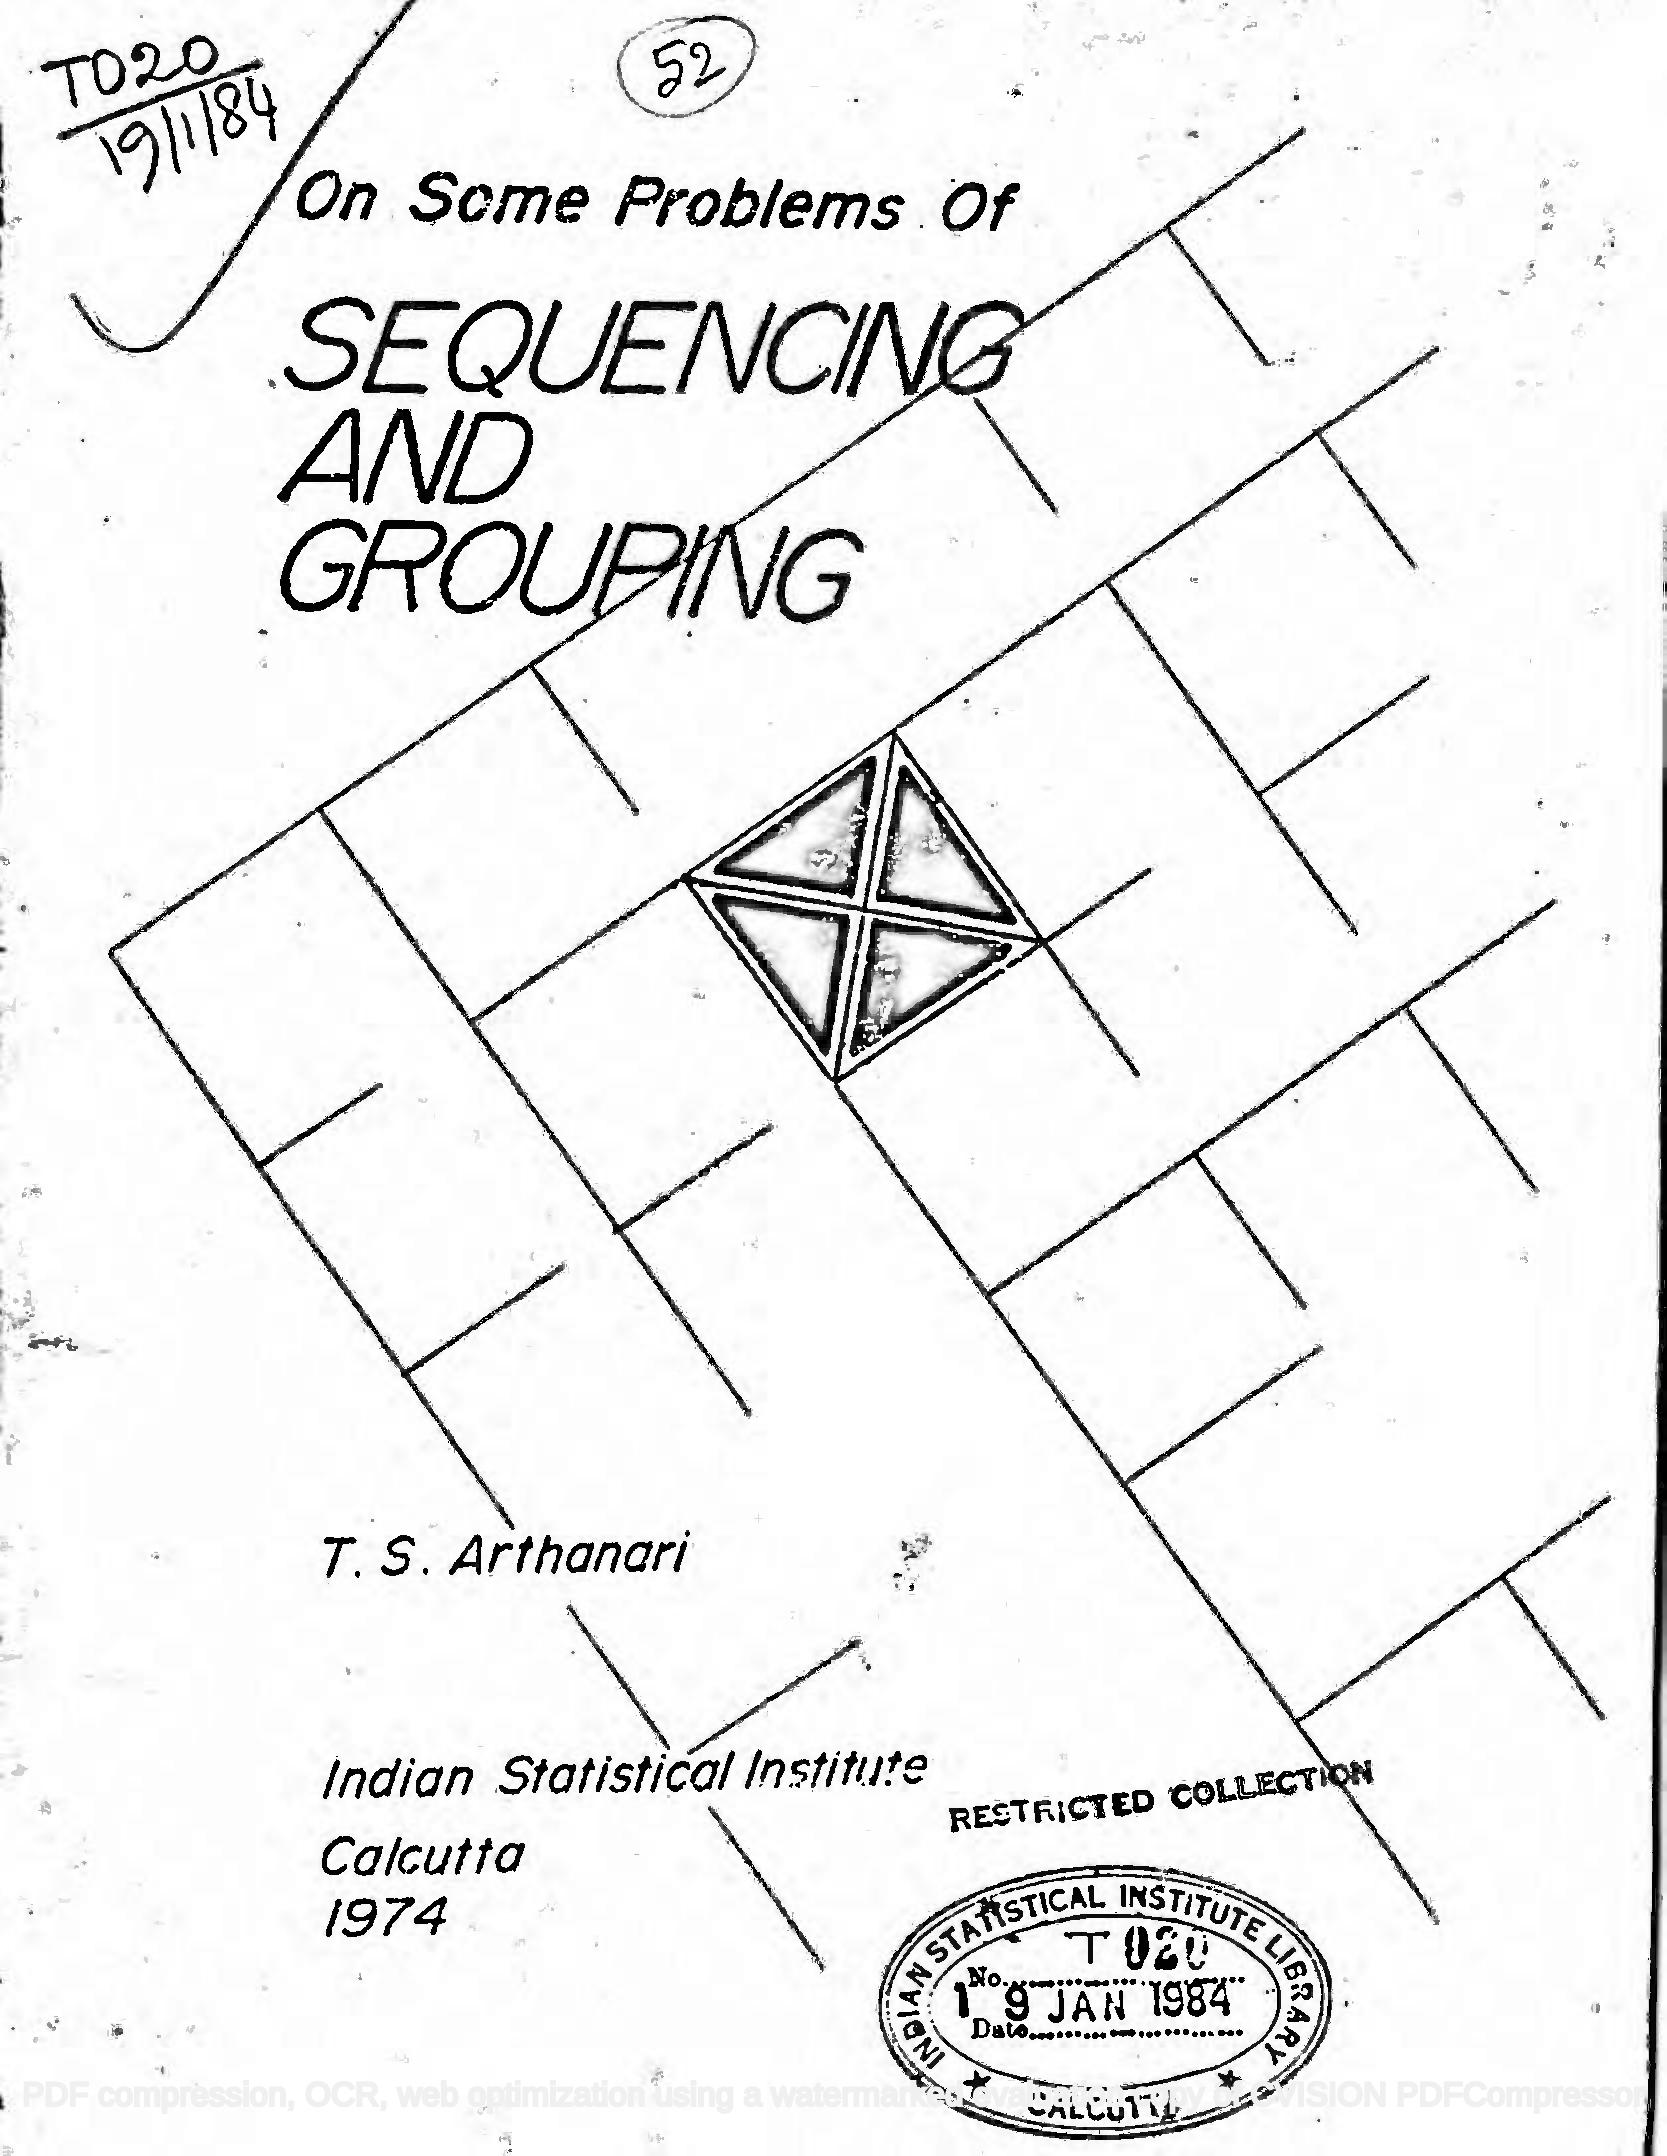 T020
19/1/84
52
On Some Problems Of
SEQUENCING
AND
GROUPING
T. S. Arthanari
Indian Statistical Institute
Calcutta
1974
RESTRICTED COLLECTION
INDIAN STATISTICAL INSTITUTE LIBRARY
No. T 020
Date 19 JAN 1984
CALCUTTA
PDF compression, OCR, web optimization using a watermarked evaluation copy of CVISION PDFCompressor